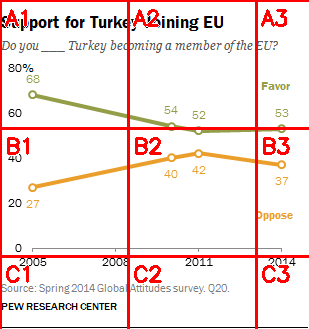 A1 A2 A3
Support for Turkey Joining EU
Do you ___ Turkey becoming a member of the EU?
80%
68
Favor
54 52 53
60
B1 B2 B3
40
40 42 37
20
27
Oppose
0
2005 2008 2011 2014
C1 C2 C3
Source: Spring 2014 Global Attitudes survey. Q20.
PEW RESEARCH CENTER